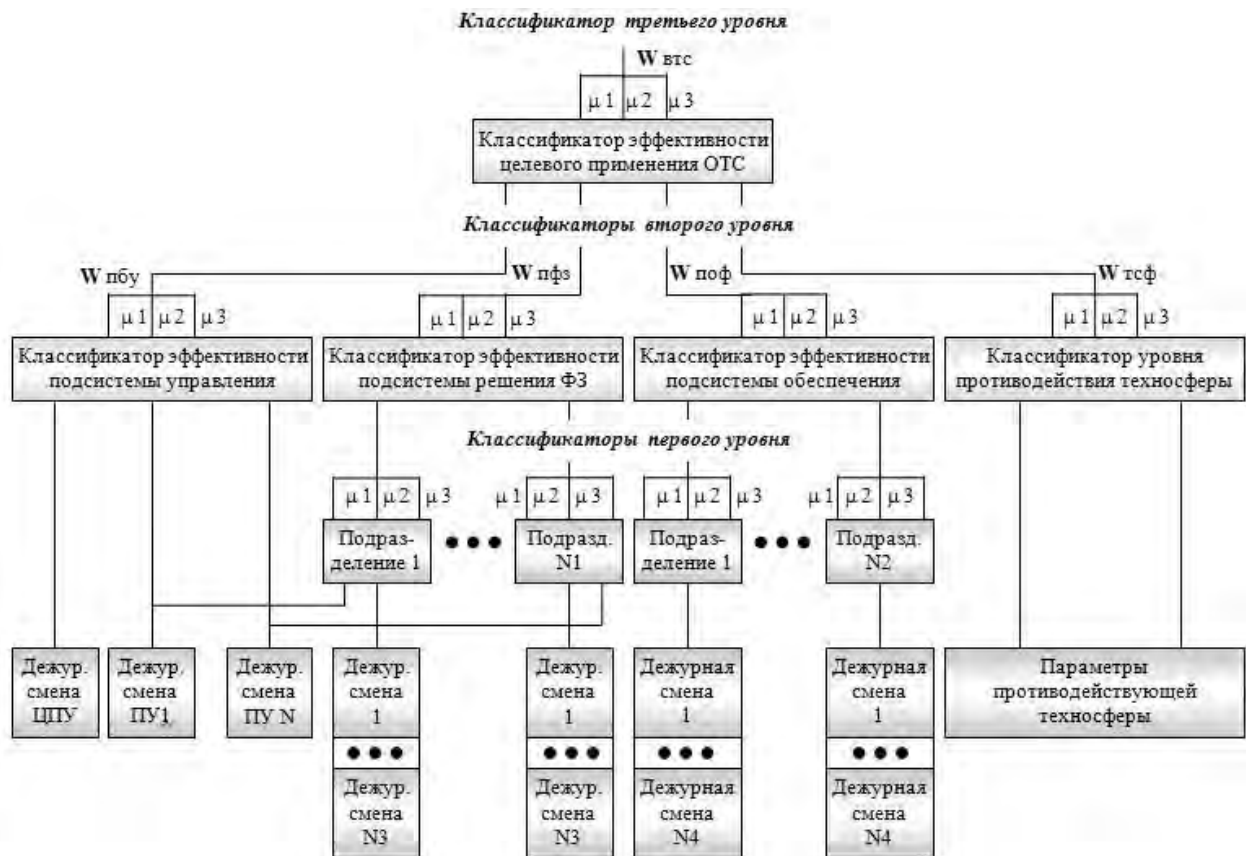 Классификатор третьего уровня
W втс
μ 1 μ 2 μ 3
Классификатор эффективности
целевого применения ОТС
Классификаторы второго уровня
W пбу
W пфз
W поф
W тсф
μ 1 μ 2 μ 3
μ 1 μ 2 μ 3
μ 1 μ 2 μ 3
μ 1 μ 2 μ 3
Классификатор эффективности
подсистемы управления
Классификатор эффективности
подсистемы решения ФЗ
Классификатор эффективности
подсистемы обеспечения
Классификатор уровня
противодействия техносферы
Классификаторы первого уровня
μ 1 μ 2 μ 3
μ 1 μ 2 μ 3
μ 1 μ 2 μ 3
μ 1 μ 2 μ 3
Подраз-
деление 1
Подразд.
N1
Подраз-
деление 1
Подразд.
N2
Дежур.
смена
ЦПУ
Дежур,
смена
ПУ1
Дежур.
смена
ПУ N
Дежур.
смена
1
Дежур.
смена
1
Дежурная
смена
1
Дежурная
смена
1
Параметры
противодействующей
техносферы
Дежур.
смена
N3
Дежур.
смена
N3
Дежурная
смена
N4
Дежурная
смена
N4